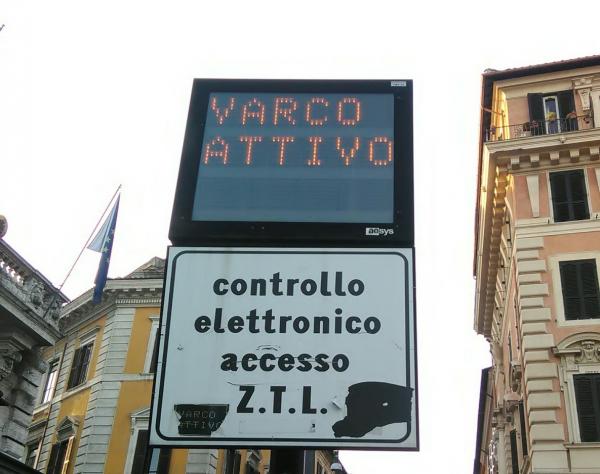 VARCO
ATTIVO
aesys
controllo
elettronico
accesso
Z.T.L.
VARCO
ATTIVO